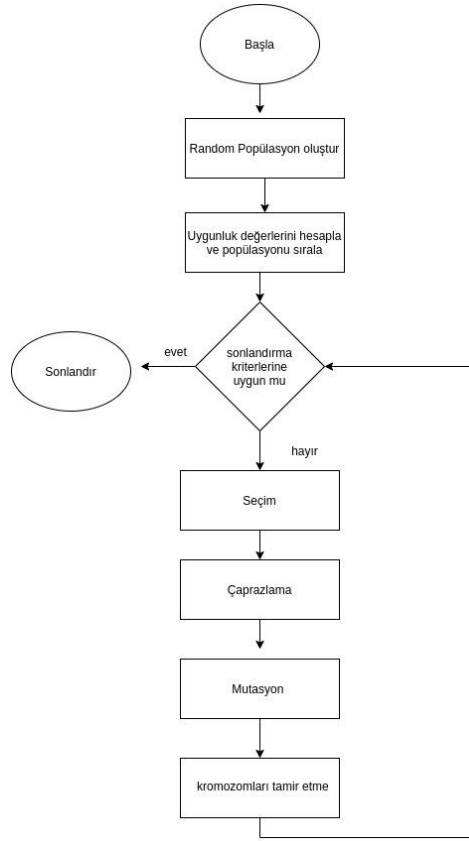 Başla
Random Popülasyon oluştur
Uygunluk değerlerini hesapla
ve popülasyonu sırala
sonlandırma
kriterlerine
uygun mu
evet
Sonlandır
hayır
Seçim
Çaprazlama
Mutasyon
kromozomları tamir etme